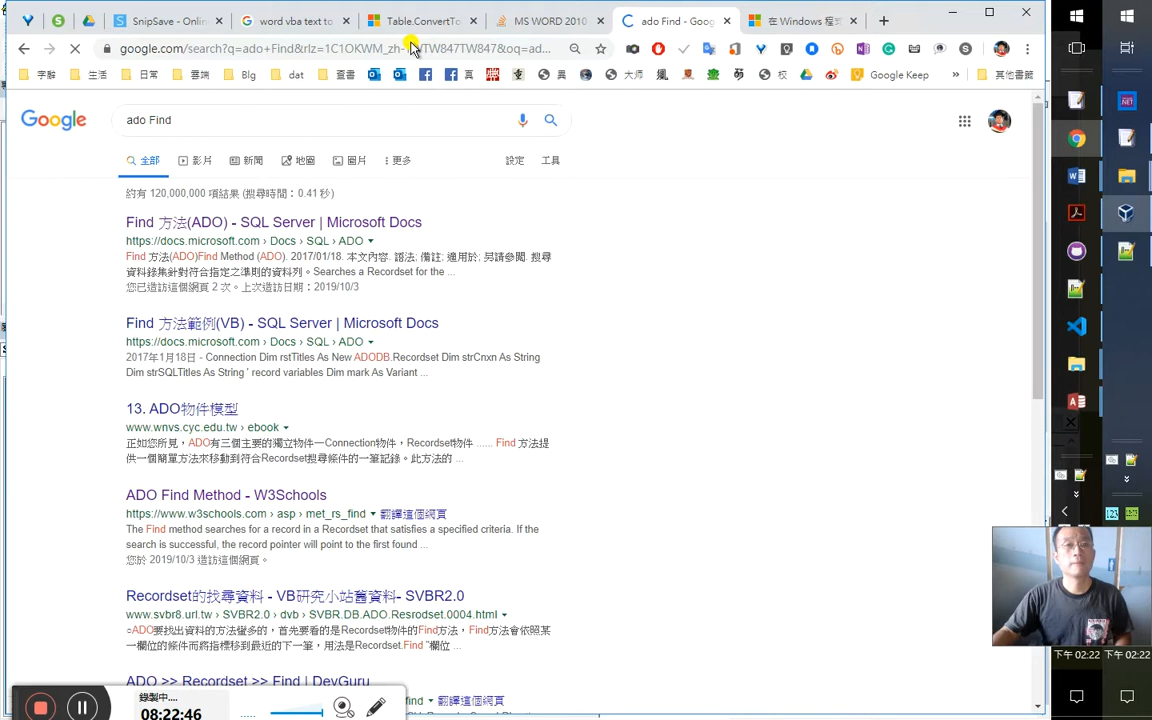 SnipSave - Onlin
word vba text to
Table.ConvertTo
MS WORD 2010
ado Find - Goog
在 Windows 程式
google.com/search?q=ado+Find&rlz=1C1OKWM_zh-TWTW847TW847&oq=ad...
字辭
生活
日常
雲端
Blg
dat
查書
真
異
大师
萌
权
Google Keep
»
其他書籤
Google
ado Find
全部
影片
新聞
地圖
圖片
更多
設定
工具
約有 120,000,000 項結果 (搜尋時間：0.41 秒)
Find 方法(ADO) - SQL Server | Microsoft Docs
https://docs.microsoft.com › Docs › SQL › ADO
Find 方法(ADO)Find Method (ADO). 2017/01/18. 本文內容. 語法; 備註; 適用於; 另請參閱. 搜尋
資料錄集針對符合指定之準則的資料列。Searches a Recordset for the ...
您已造訪這個網頁 2 次。上次造訪日期：2019/10/3
Find 方法範例(VB) - SQL Server | Microsoft Docs
https://docs.microsoft.com › Docs › SQL › ADO
2017年1月18日 - Connection Dim rstTitles As New ADODB.Recordset Dim strCnxn As String
Dim strSQLTitles As String ' record variables Dim mark As Variant ...
13. ADO物件模型
www.wnvs.cyc.edu.tw › ebook
正如您所見，ADO有三個主要的獨立物件─Connection物件，Recordset物件 ...... Find 方法提
供一個簡單方法來移動到符合Recordset搜尋條件的一筆記錄。此方法的 ...
ADO Find Method - W3Schools
https://www.w3schools.com › asp › met_rs_find
翻譯這個網頁
The Find method searches for a record in a Recordset that satisfies a specified criteria. If the
search is successful, the record pointer will point to the first found ...
您於 2019/10/3 造訪這個網頁。
Recordset的找尋資料 - VB研究小站舊資料- SVBR2.0
www.svbr8.url.tw › SVBR2.0 › dvb › SVBR.DB.ADO.Resrodset.0004.html
○ADO要找出資料的方法蠻多的，首先要看的是Recordset物件的Find方法，Find方法會依照某
一欄位的條件而將指標移到最近的下一筆，用法是Recordset.Find "欄位 ...
ADO >> Recordset >> Find | DevGuru
find
翻譯這個網頁
錄製中....
08:22:46
.NET
下午 02:22
下午 02:22